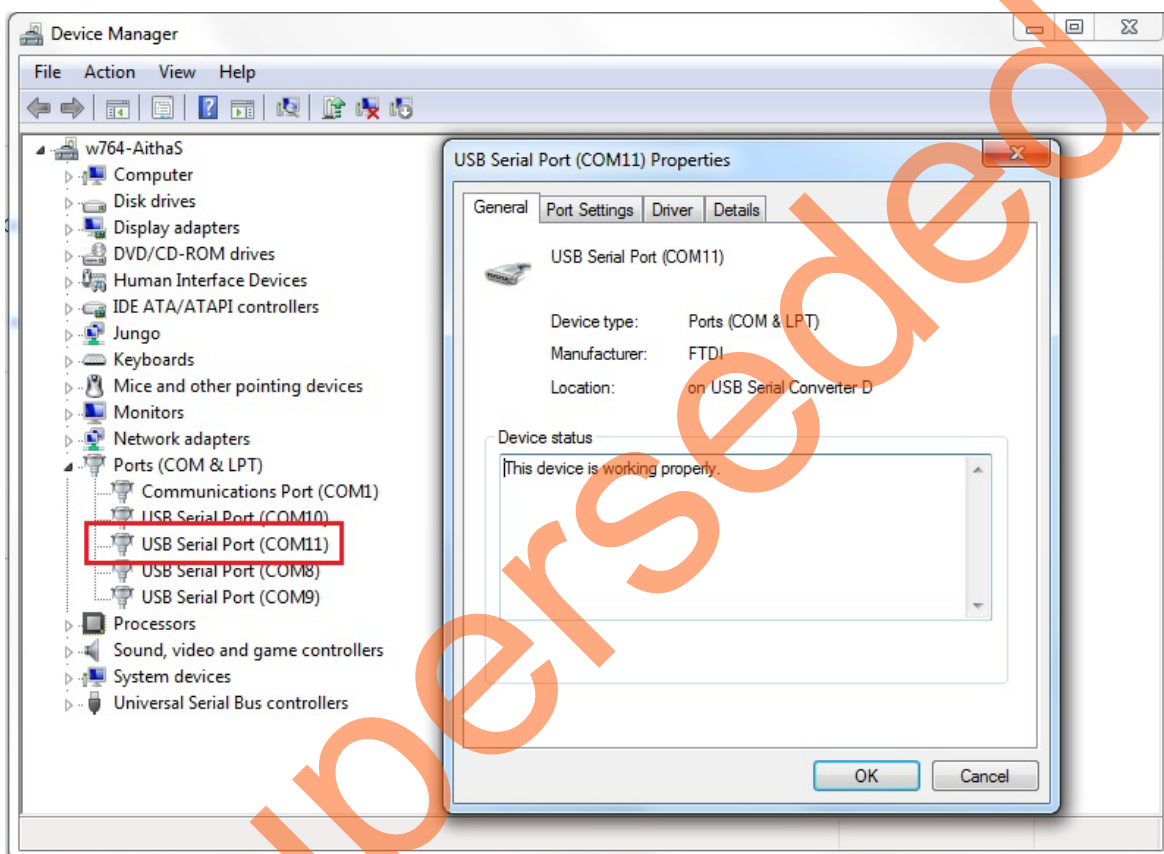 Device Manager
File Action View Help
w764-AithaS
Computer
Disk drives
Display adapters
DVD/CD-ROM drives
Human Interface Devices
IDE ATA/ATAPI controllers
Jungo
Keyboards
Mice and other pointing devices
Monitors
Network adapters
Ports (COM & LPT)
Communications Port (COM1)
USB Serial Port (COM10)
USB Serial Port (COM11)
USB Serial Port (COM8)
USB Serial Port (COM9)
Processors
Sound, video and game controllers
System devices
Universal Serial Bus controllers
USB Serial Port (COM11) Properties
General Port Settings Driver Details
USB Serial Port (COM11)
Device type: Ports (COM & LPT)
Manufacturer: FTDI
Location: on USB Serial Converter D
Device status
This device is working properly.
OK Cancel
perseded